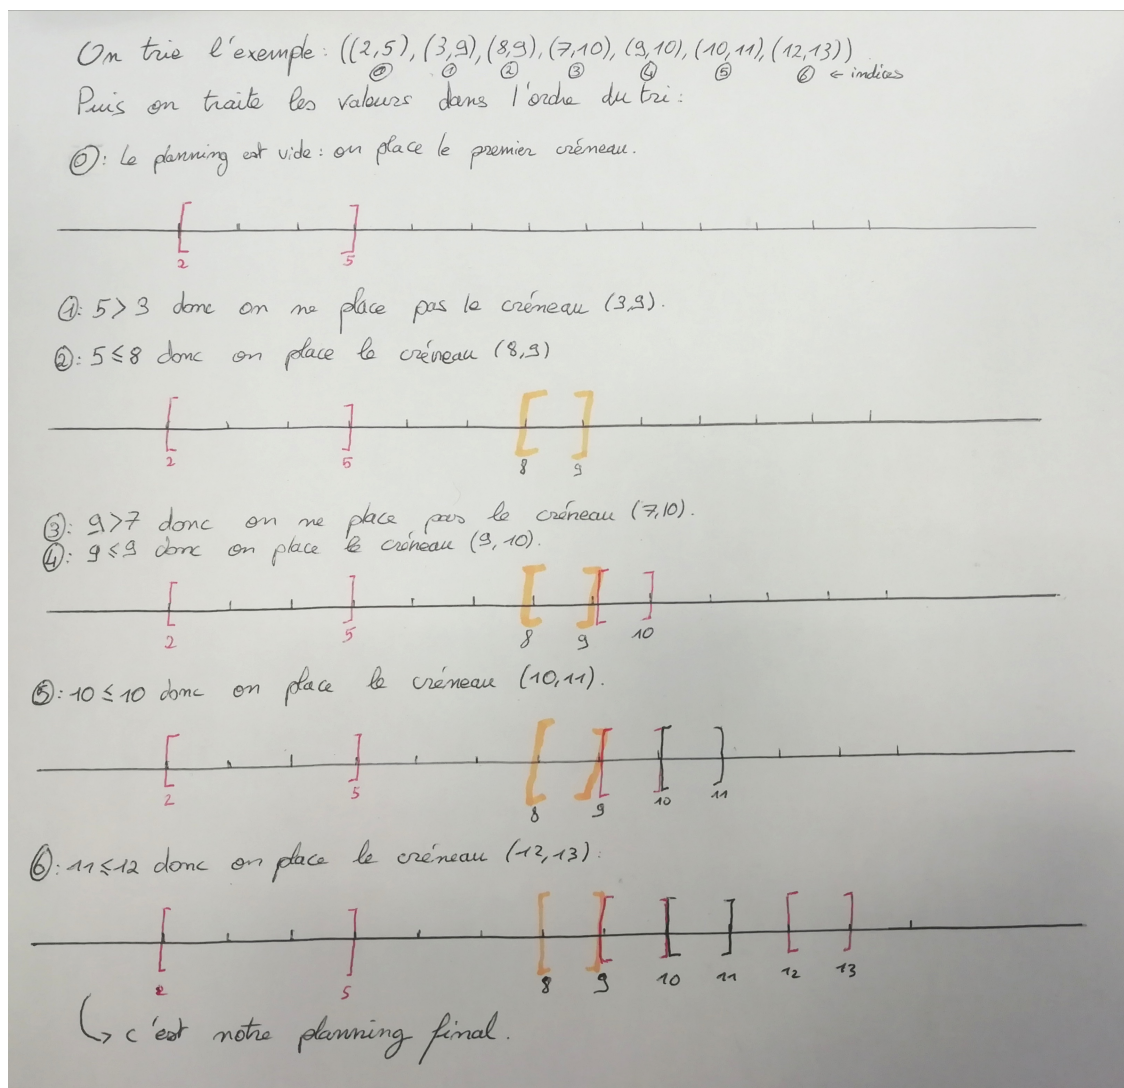 On trie l'exemple : ((2,5), (3,9), (8,9), (7,10), (9,10), (10,11), (12,13))
0 1 2 3 4 5 6 ← indices
Puis on traite les valeurs dans l'ordre du tri :
0 : Le planning est vide : on place le premier créneau.
2 5
1 : 5 > 3 donc on ne place pas le créneau (3,9).
2 : 5 ≤ 8 donc on place le créneau (8,9)
2 5 8 9
3 : 9 > 7 donc on ne place pas le créneau (7,10).
4 : 9 ≤ 9 donc on place le créneau (9,10).
2 5 8 9 10
5 : 10 ≤ 10 donc on place le créneau (10,11).
2 5 8 9 10 11
6 : 11 ≤ 12 donc on place le créneau (12,13).
2 5 8 9 10 11 12 13
↳ c'est notre planning final.